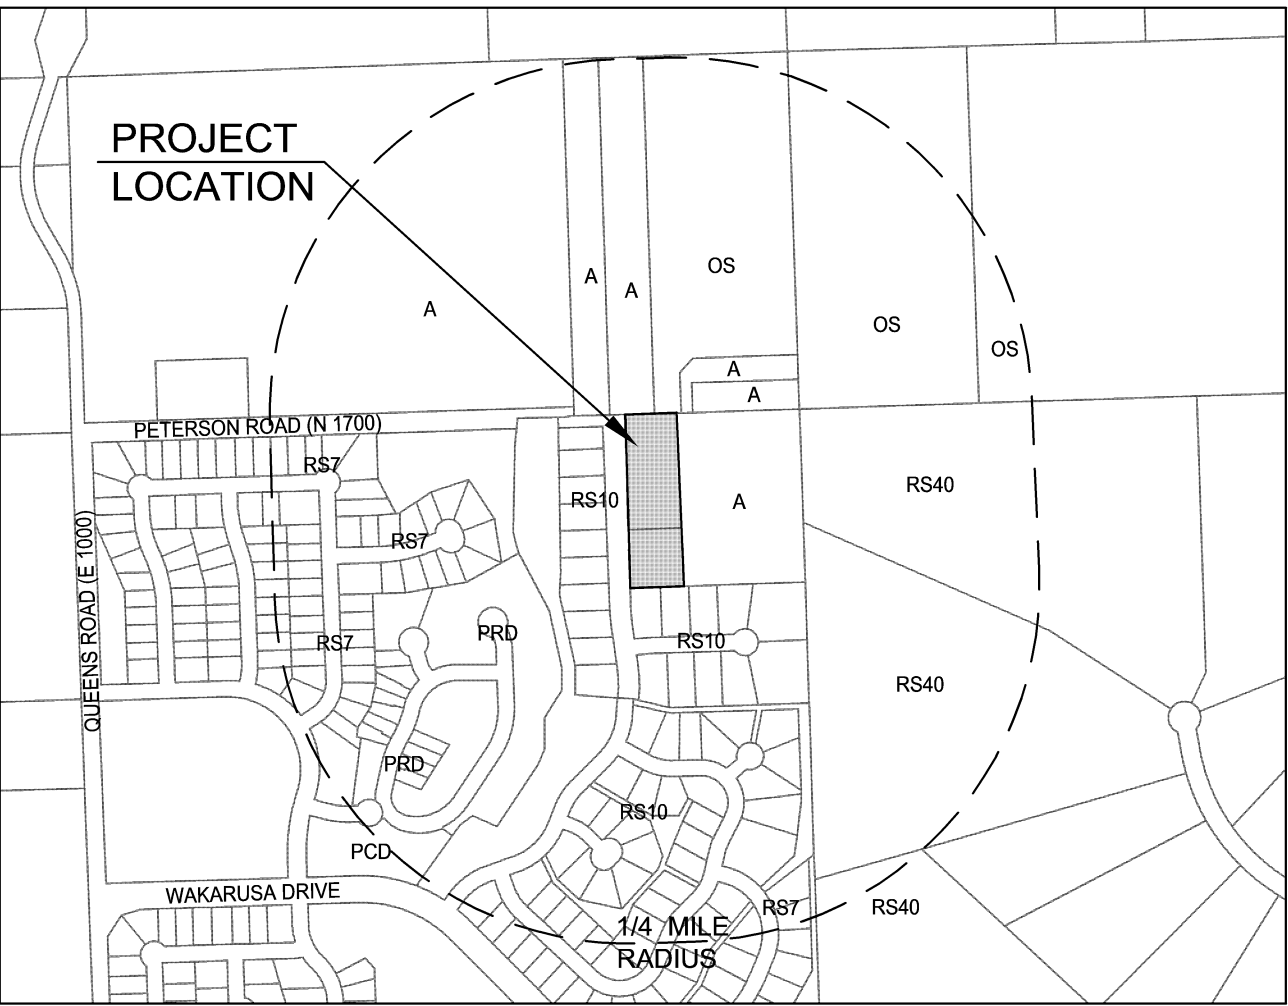 PROJECT
LOCATION
OS
A
A
A
OS
OS
A
A
PETERSON ROAD (N 1700)
RS7
RS40
RS10
A
RS7
QUEENS ROAD (E 1000)
PRD
RS7
RS10
RS40
PRD
RS10
PCD
WAKARUSA DRIVE
RS7
RS40
1/4 MILE
RADIUS